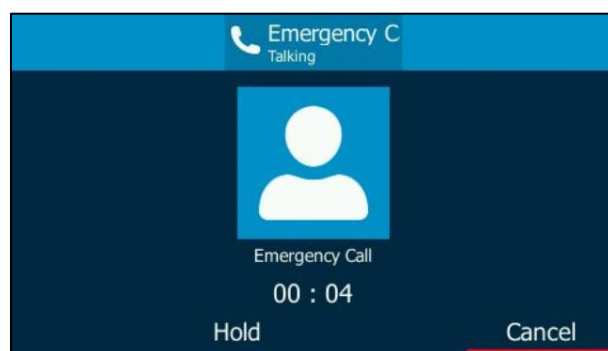 Emergency C
Talking
Emergency Call
00 : 04
Hold Cancel